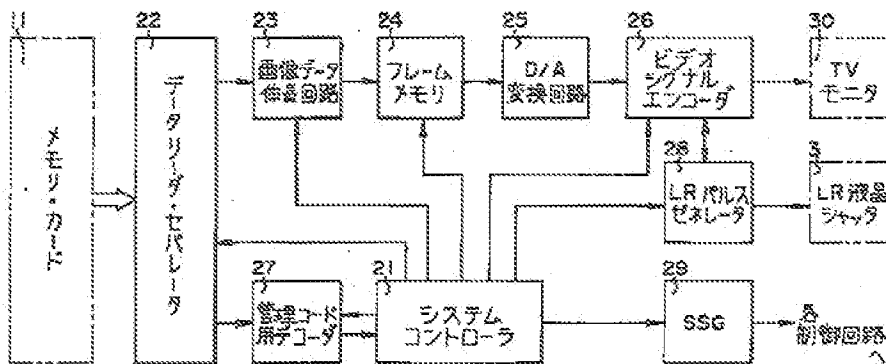 11
メモリ・カード
22
データリーダ・セパレータ
23
画像データ
伸長回路
24
フレーム
メモリ
25
D/A
変換回路
26
ビデオ
シグナル
エンコーダ
30
TV
モニタ
28
LRパルス
ゼネレータ
3
LR液晶
シャッタ
27
管理コード
用デコーダ
21
システム
コントローラ
29
SSG
各
制御回路
へ